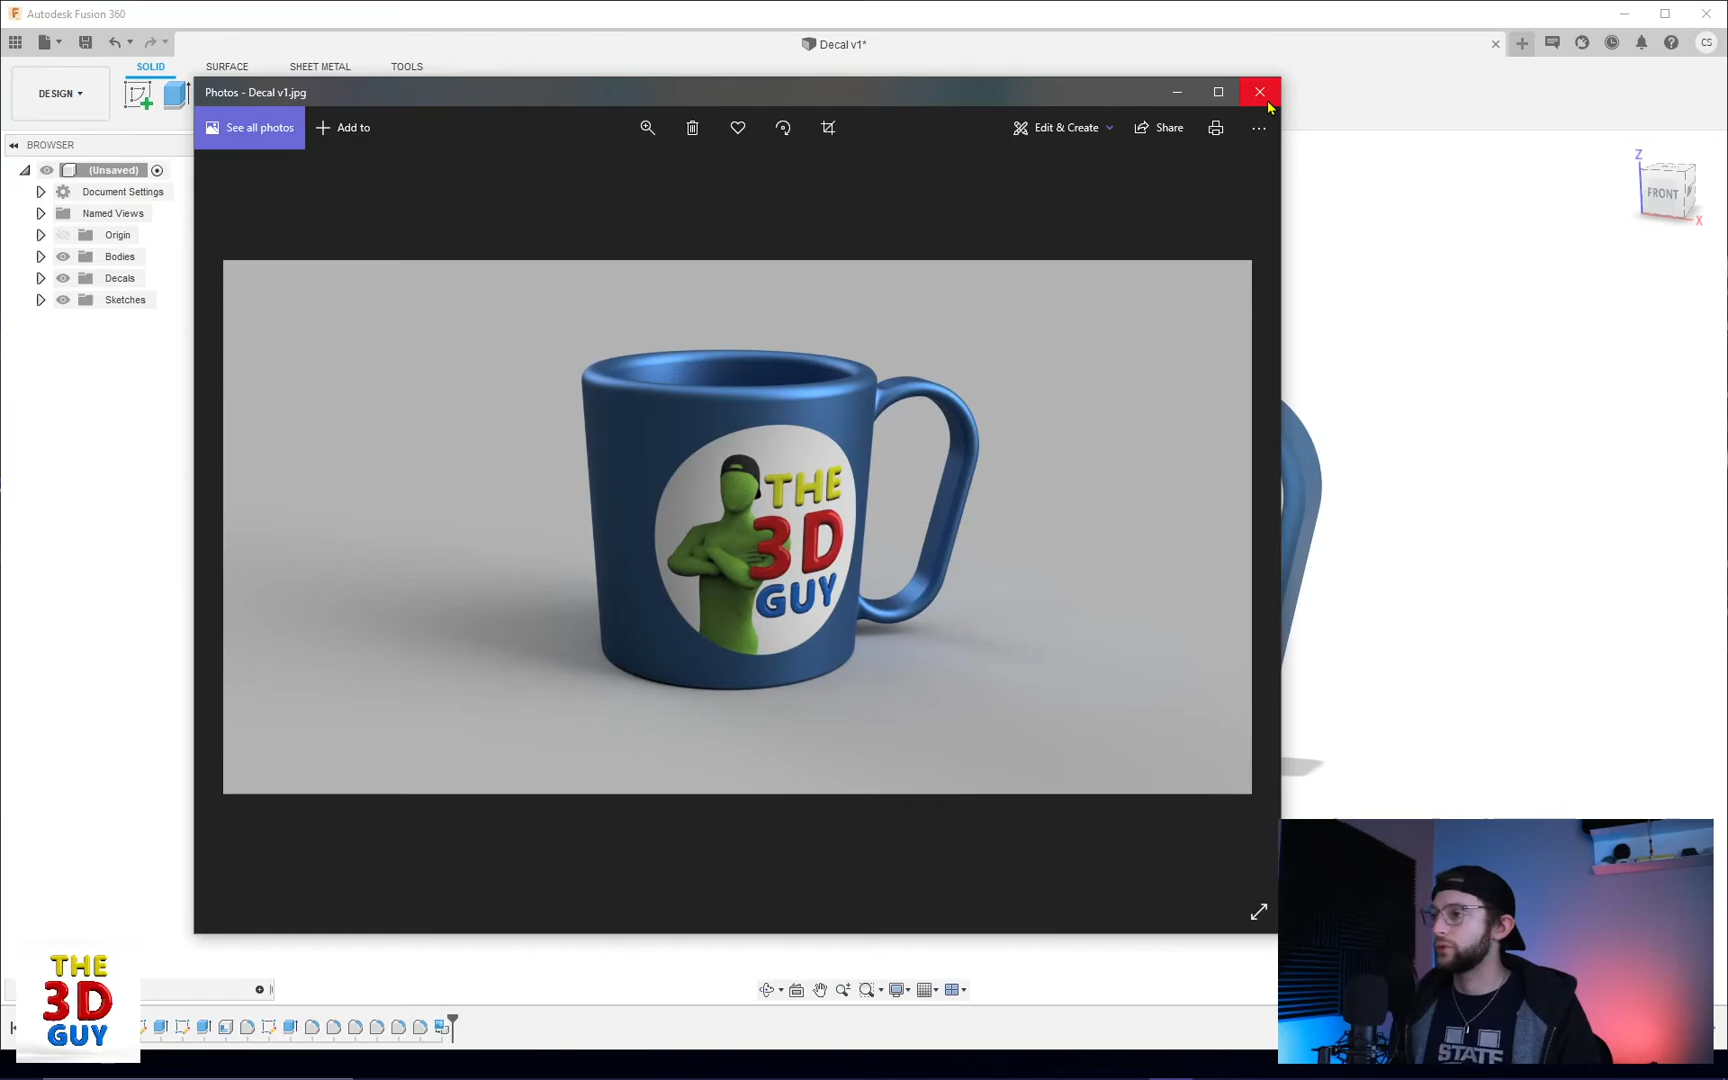 Autodesk Fusion 360
Decal v1*
CS
SOLID
SURFACE
SHEET METAL
TOOLS
DESIGN
Photos - Decal v1.jpg
See all photos
Add to
Edit & Create
Share
BROWSER
(Unsaved)
Document Settings
Named Views
Origin
Bodies
Decals
Sketches
Z
FRONT
X
THE
3D
GUY
THE
3D
GUY
STATE